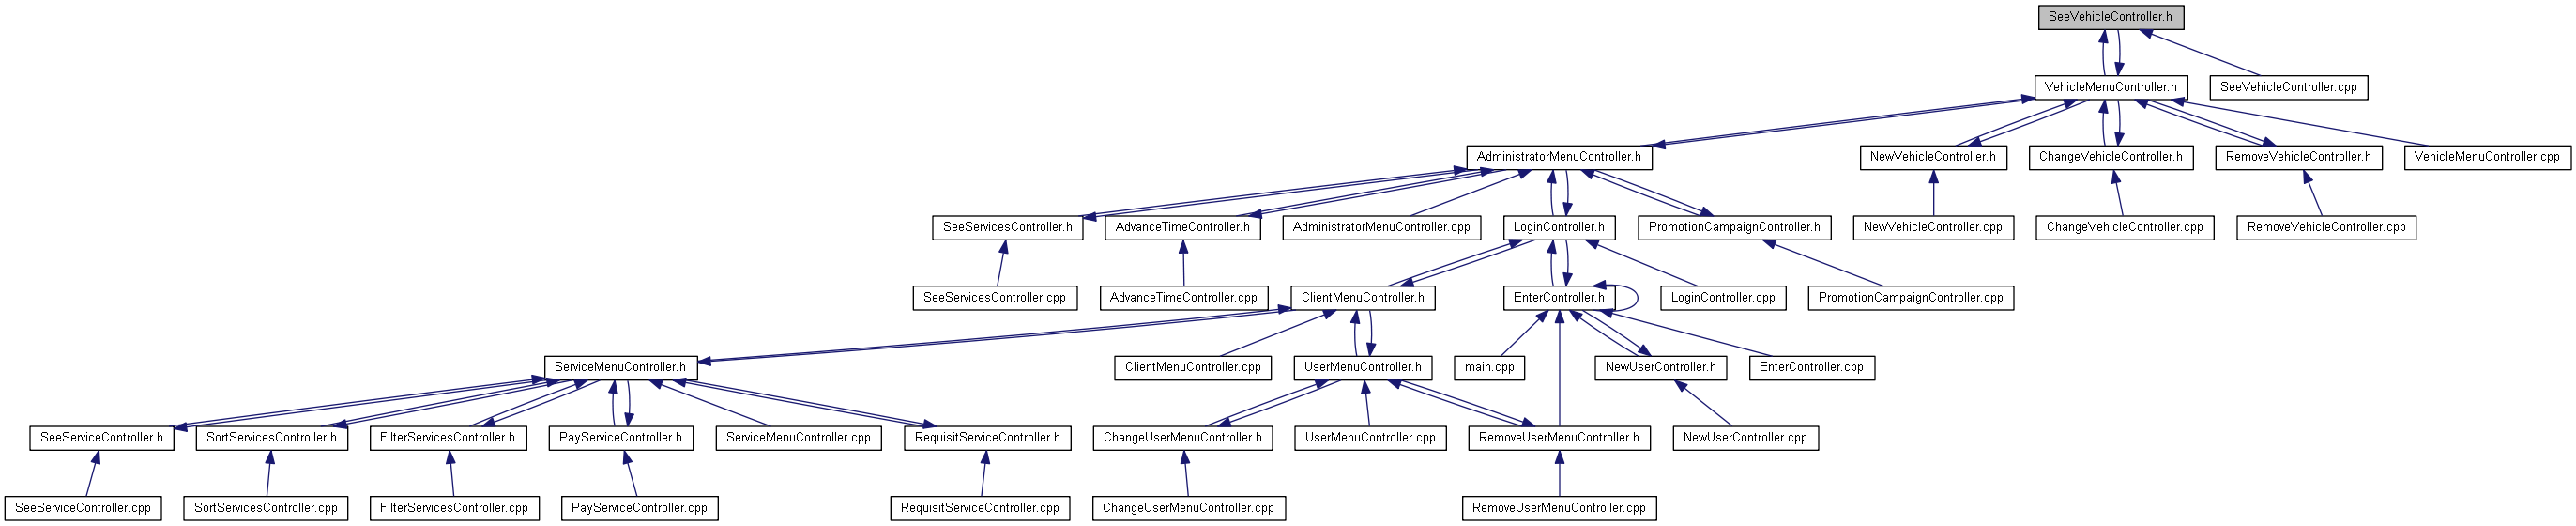 SeeVehicleController.h
VehicleMenuController.h
SeeVehicleController.cpp
AdministratorMenuController.h
NewVehicleController.h
ChangeVehicleController.h
RemoveVehicleController.h
VehicleMenuController.cpp
SeeServicesController.h
AdvanceTimeController.h
AdministratorMenuController.cpp
LoginController.h
PromotionCampaignController.h
NewVehicleController.cpp
ChangeVehicleController.cpp
RemoveVehicleController.cpp
SeeServicesController.cpp
AdvanceTimeController.cpp
ClientMenuController.h
EnterController.h
LoginController.cpp
PromotionCampaignController.cpp
ServiceMenuController.h
ClientMenuController.cpp
UserMenuController.h
main.cpp
NewUserController.h
EnterController.cpp
SeeServiceController.h
SortServicesController.h
FilterServicesController.h
PayServiceController.h
ServiceMenuController.cpp
RequisitServiceController.h
ChangeUserMenuController.h
UserMenuController.cpp
RemoveUserMenuController.h
NewUserController.cpp
SeeServiceController.cpp
SortServicesController.cpp
FilterServicesController.cpp
PayServiceController.cpp
RequisitServiceController.cpp
ChangeUserMenuController.cpp
RemoveUserMenuController.cpp